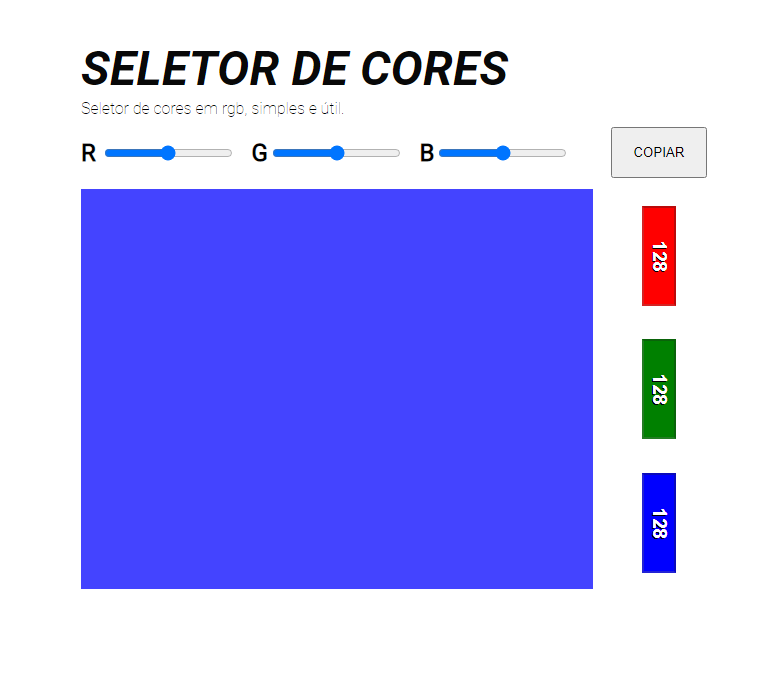 SELETOR DE CORES
Seletor de cores em rgb, simples e útil.
R G B COPIAR
128
128
128